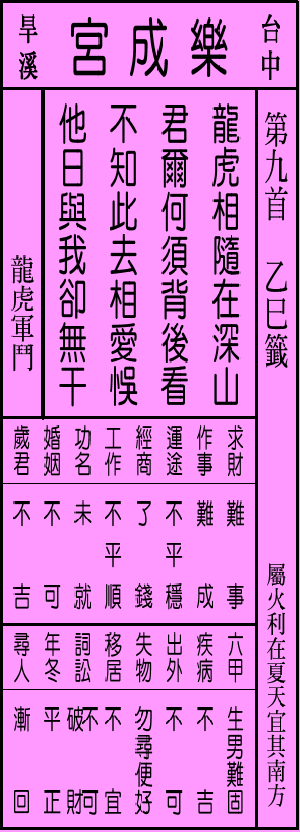 台中
樂成宮
旱溪
第九首 乙巳籤 屬火利在夏天宜其南方
龍虎相隨在深山
君爾何須背後看
不知此去相愛悞
他日與我卻無干
龍虎軍鬥
求財 難事
作事 難成
運途 不平穩
經商 了錢
工作 不平順
功名 未就
婚姻 不可
歲君 不吉
六甲 生男難固
疾病 不吉
出外 不可
失物 勿尋便好
移居 不宜
詞訟 不可破財
年冬 平正
尋人 漸回